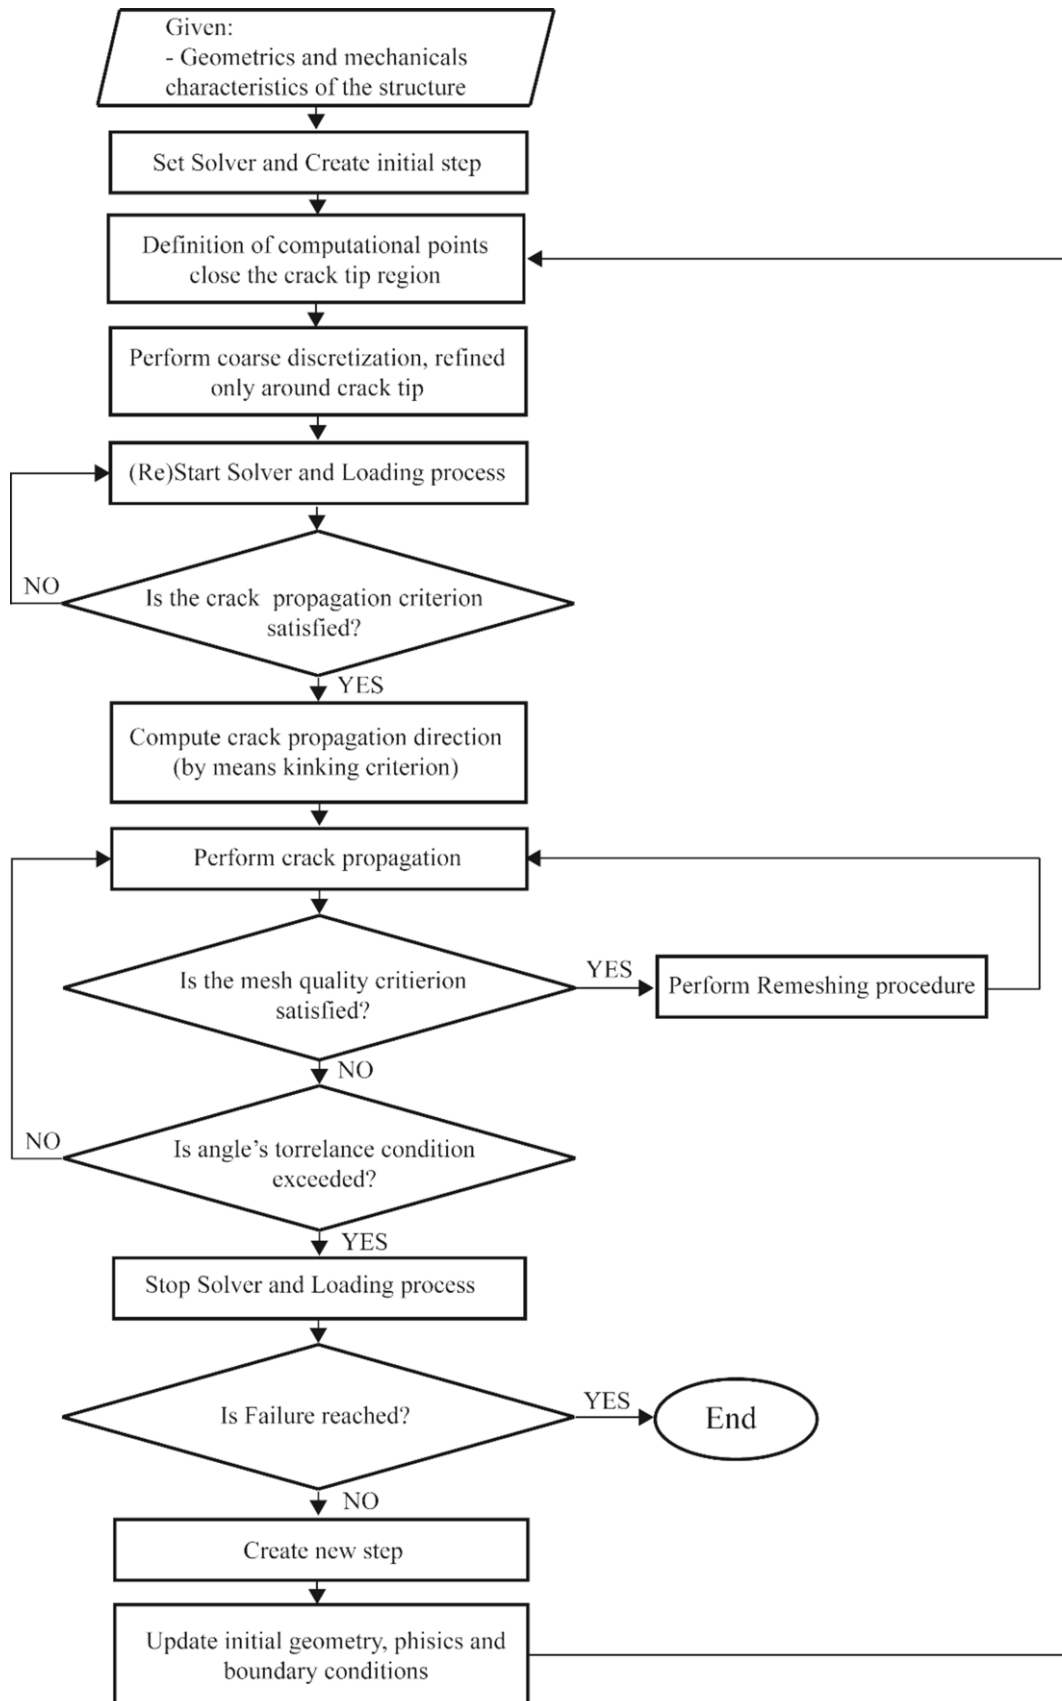 Given:
- Geometrics and mechanicals
characteristics of the structure
Set Solver and Create initial step
Definition of computational points
close the crack tip region
Perform coarse discretization, refined
only around crack tip
(Re)Start Solver and Loading process
NO
Is the crack propagation criterion
satisfied?
YES
Compute crack propagation direction
(by means kinking criterion)
Perform crack propagation
Is the mesh quality critierion
satisfied?
YES
Perform Remeshing procedure
NO
NO
Is angle's torrelance condition
exceeded?
YES
Stop Solver and Loading process
Is Failure reached?
YES
End
NO
Create new step
Update initial geometry, phisics and
boundary conditions